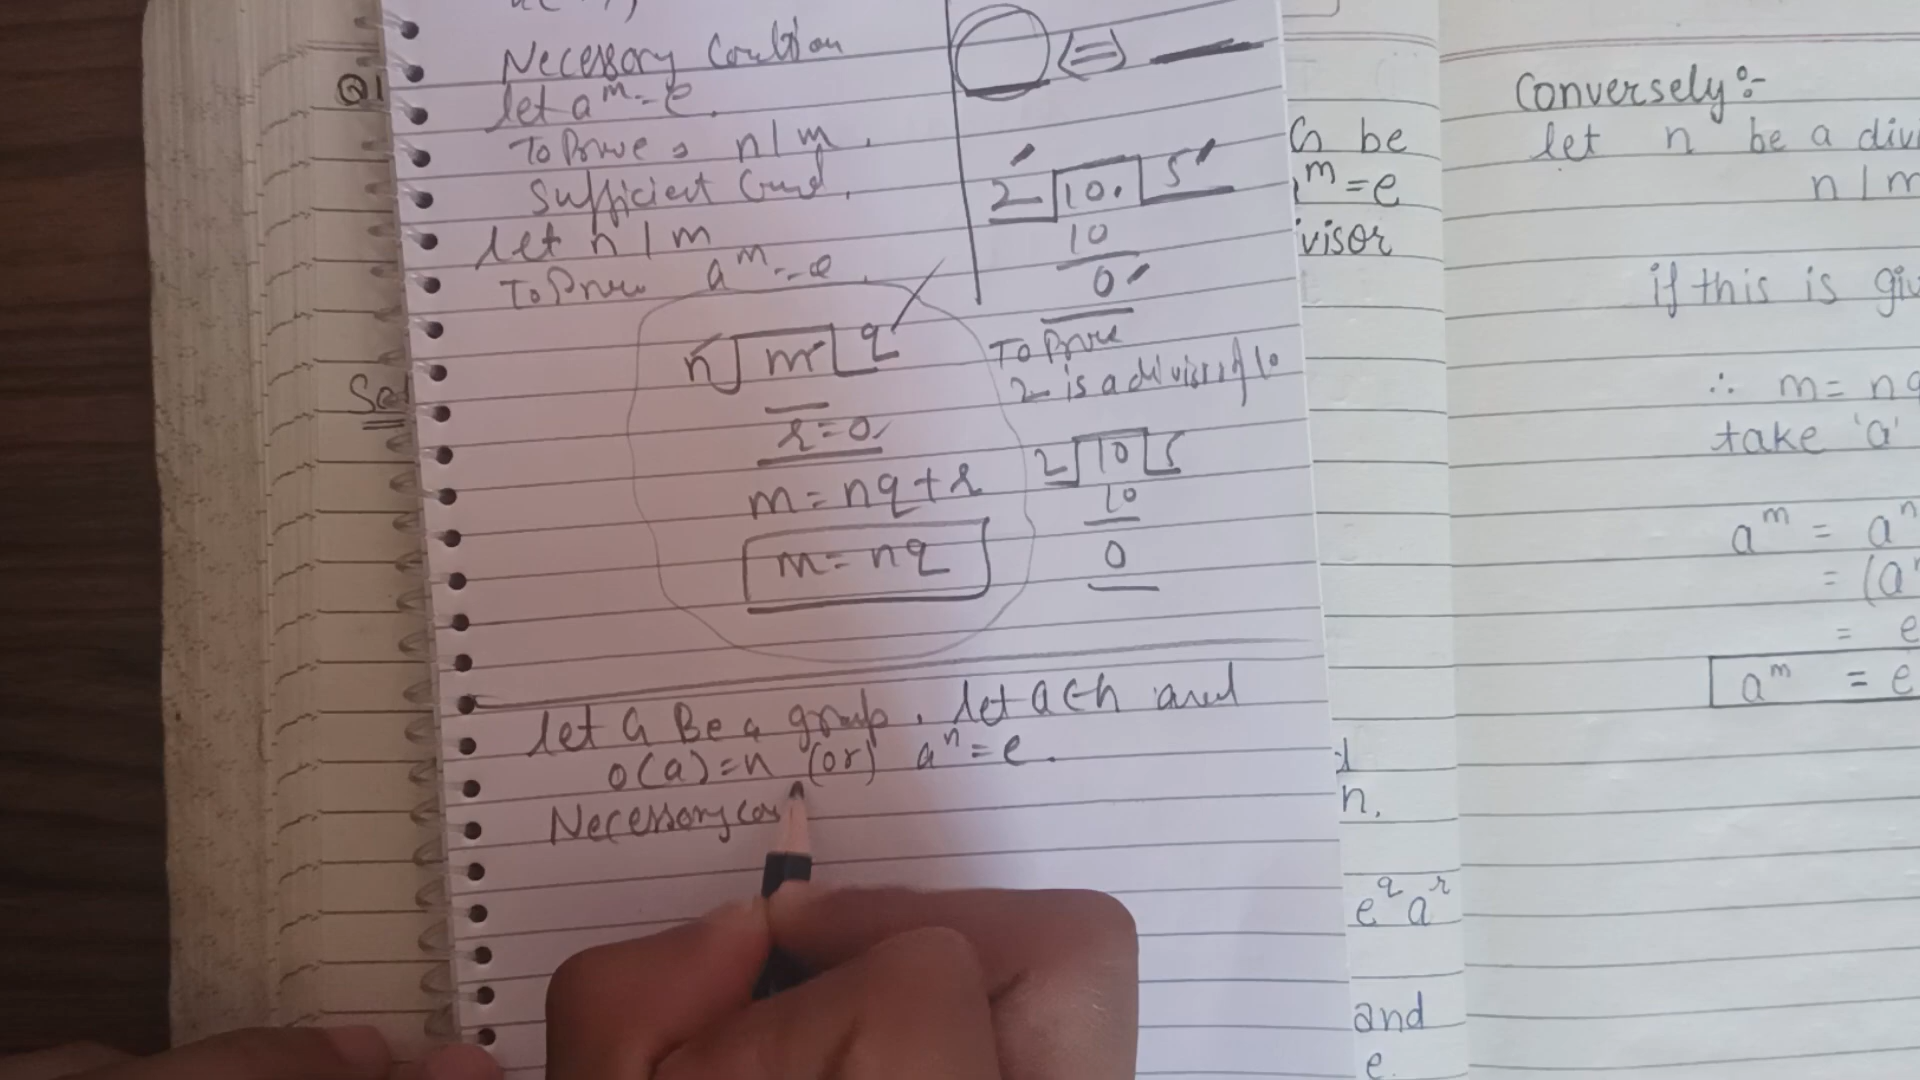 Necessary Conltion
let a^m = e.
To Prove > n/m.
Sufficient Cond.
let n/m
To Prove a^m = e.
n m q
r=0
m=nq+r
m=nq
(=)
2 10. 5
10
0
To Prove
2 is a divisor of 10
2 10 5
10
0
let G Be a group. let a∈h and
o(a)=n (or) a^n = e.
Necessary con
Q1
Sol
G be
^m = e
visor
n.
e^q a^r
and
e.
Conversely:-
let n be a div
n/m
if this is giv
∴ m = nq
take 'a'
a^m = a^n
= (a^n
= e
a^m = e